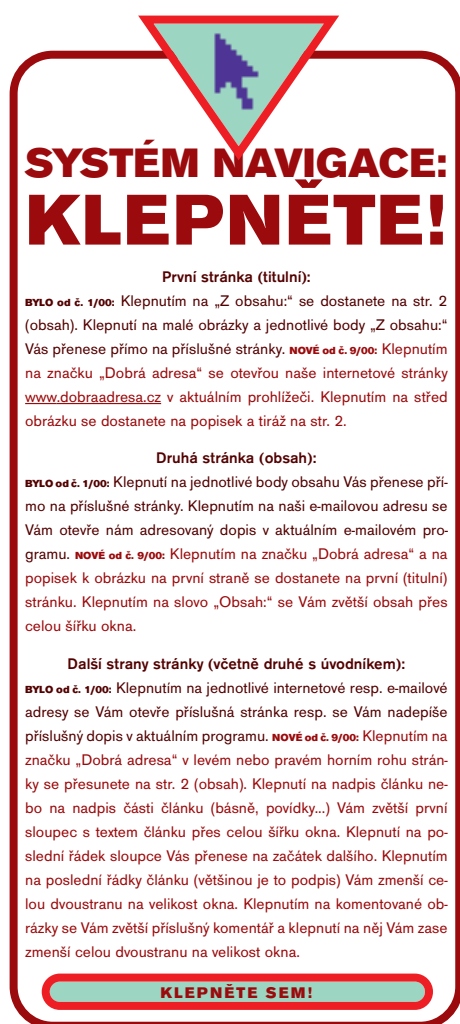 SYSTÉM NAVIGACE:
KLEPNĚTE!
První stránka (titulní):
BYLO od č. 1/00: Klepnutím na „Z obsahu:“ se dostanete na str. 2
(obsah). Klepnutí na malé obrázky a jednotlivé body „Z obsahu:“
Vás přenese přímo na příslušné stránky. NOVÉ od č. 9/00: Klepnutím
na značku „Dobrá adresa“ se otevřou naše internetové stránky
www.dobraadresa.cz v aktuálním prohlížeči. Klepnutím na střed
obrázku se dostanete na popisek a tiráž na str. 2.
Druhá stránka (obsah):
BYLO od č. 1/00: Klepnutí na jednotlivé body obsahu Vás přenese pří-
mo na příslušné stránky. Klepnutím na naši e-mailovou adresu se
Vám otevře nám adresovaný dopis v aktuálním e-mailovém pro-
gramu. NOVÉ od č. 9/00: Klepnutím na značku „Dobrá adresa“ a na
popisek k obrázku na první straně se dostanete na první (titulní)
stránku. Klepnutím na slovo „Obsah:“ se Vám zvětší obsah přes
celou šířku okna.
Další strany stránky (včetně druhé s úvodníkem):
BYLO od č. 1/00: Klepnutím na jednotlivé internetové resp. e-mailové
adresy se Vám otevře příslušná stránka resp. se Vám nadepíše
příslušný dopis v aktuálním programu. NOVÉ od č. 9/00: Klepnutím na
značku „Dobrá adresa“ v levém nebo pravém horním rohu strán-
ky se přesunete na str. 2 (obsah). Klepnutí na nadpis článku ne-
bo na nadpis části článku (básně, povídky...) Vám zvětší první
sloupec s textem článku přes celou šířku okna. Klepnutí na po-
slední řádek sloupce Vás přenese na začátek dalšího. Klepnutím
na poslední řádky článku (většinou je to podpis) Vám zmenší ce-
lou dvoustranu na velikost okna. Klepnutím na komentované ob-
rázky se Vám zvětší příslušný komentář a klepnutí na něj Vám zase
zmenší celou dvoustranu na velikost okna.
KLEPNĚTE SEM!